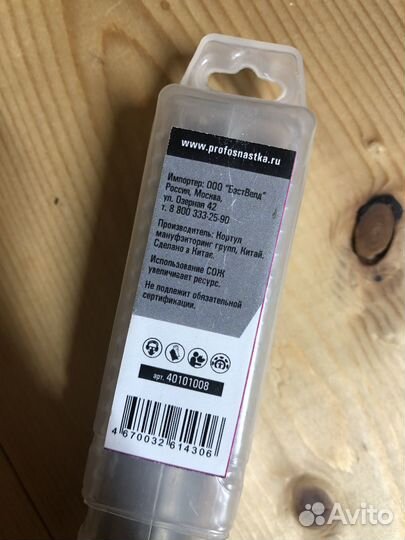 www.profosnastka.ru
Импортер: ООО "БэстВелд"
Россия, Москва,
ул. Озерная 42
т. 8 800 333-25-90
Производитель: Кортул
мануфэкторинг групп, Китай.
Сделано в Китае.
Использование СОЖ
увеличивает ресурс.
Не подлежит обязательной
сертификации.
арт. 40101008
4 670032 614306
Avito